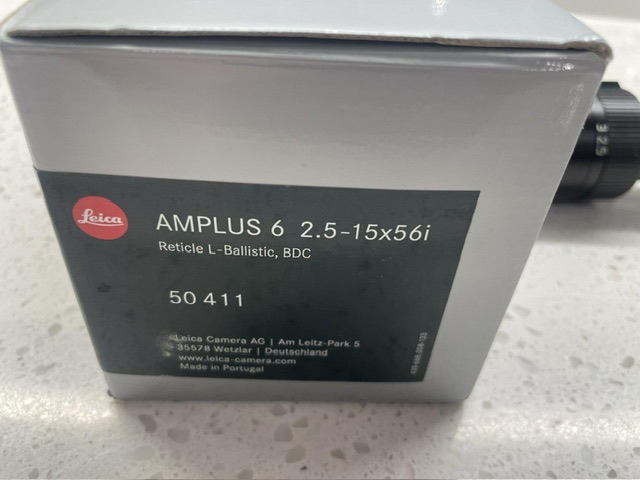 Leica
AMPLUS 6 2.5-15x56i
Reticle L-Ballistic, BDC
50 411
Leica Camera AG | Am Leitz-Park 5
35578 Wetzlar | Deutschland
www.leica-camera.com
Made in Portugal